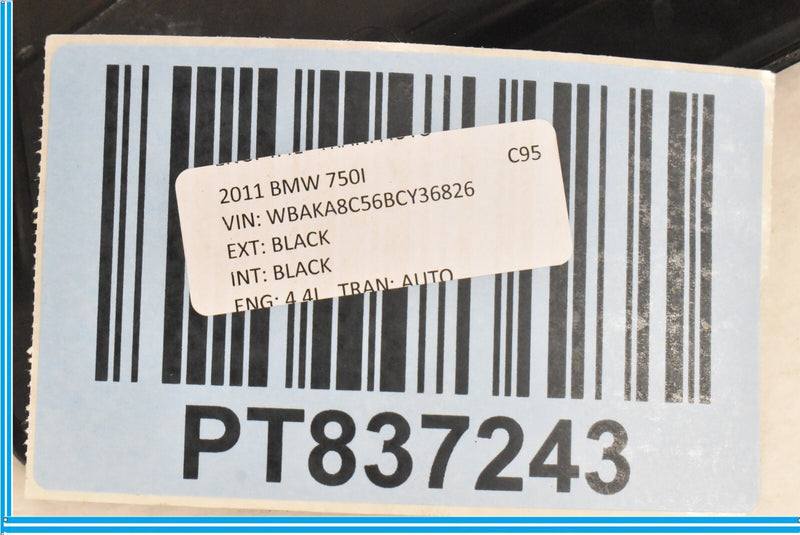 C95
2011 BMW 750I
VIN: WBAKA8C56BCY36826
EXT: BLACK
INT: BLACK
ENG: 4.4L TRAN: AUTO
PT837243